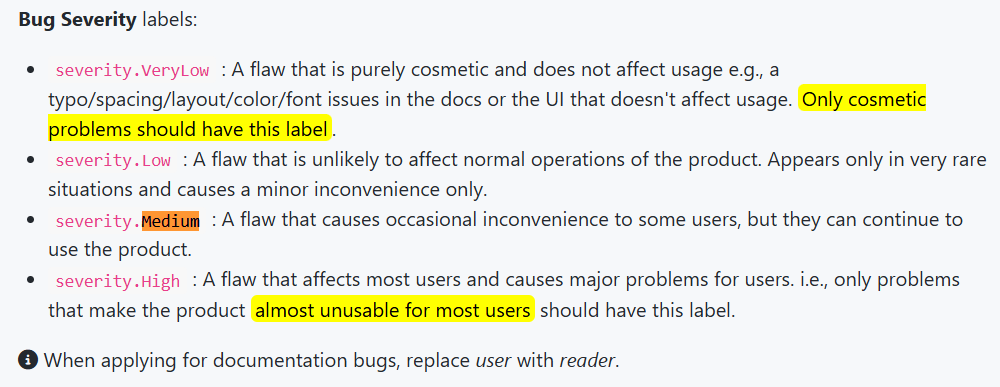 Bug Severity labels:
• severity.VeryLow : A flaw that is purely cosmetic and does not affect usage e.g., a
typo/spacing/layout/color/font issues in the docs or the UI that doesn't affect usage. Only cosmetic
problems should have this label.
• severity.Low : A flaw that is unlikely to affect normal operations of the product. Appears only in very rare
situations and causes a minor inconvenience only.
• severity.Medium : A flaw that causes occasional inconvenience to some users, but they can continue to
use the product.
• severity.High : A flaw that affects most users and causes major problems for users. i.e., only problems
that make the product almost unusable for most users should have this label.
When applying for documentation bugs, replace user with reader.